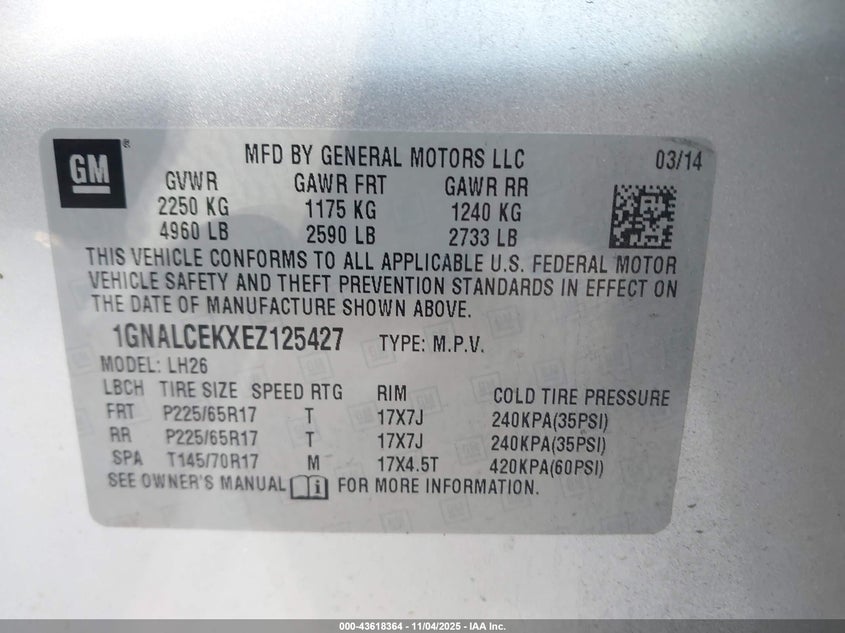 GM ® MFD BY GENERAL MOTORS LLC 03/14
GVWR GAWR FRT GAWR RR
2250 KG 1175 KG 1240 KG
4960 LB 2590 LB 2733 LB
THIS VEHICLE CONFORMS TO ALL APPLICABLE U.S. FEDERAL MOTOR
VEHICLE SAFETY AND THEFT PREVENTION STANDARDS IN EFFECT ON
THE DATE OF MANUFACTURE SHOWN ABOVE.
1GNALCEKXEZ125427 TYPE: M.P.V.
MODEL: LH26
LBCH TIRE SIZE SPEED RTG RIM COLD TIRE PRESSURE
FRT P225/65R17 T 17X7J 240KPA(35PSI)
RR P225/65R17 T 17X7J 240KPA(35PSI)
SPA T145/70R17 M 17X4.5T 420KPA(60PSI)
SEE OWNER'S MANUAL i FOR MORE INFORMATION.
000-43618364 - 11/04/2025 - IAA Inc.